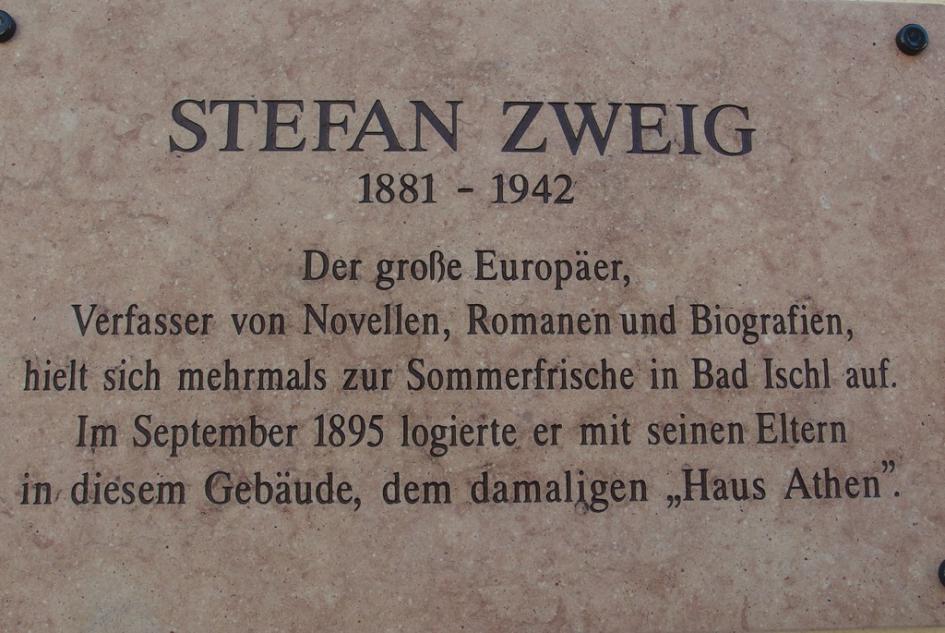 STEFAN ZWEIG
1881 - 1942
Der große Europäer,
Verfasser von Novellen, Romanen und Biografien,
hielt sich mehrmals zur Sommerfrische in Bad Ischl auf.
Im September 1895 logierte er mit seinen Eltern
in diesem Gebäude, dem damaligen „Haus Athen”.